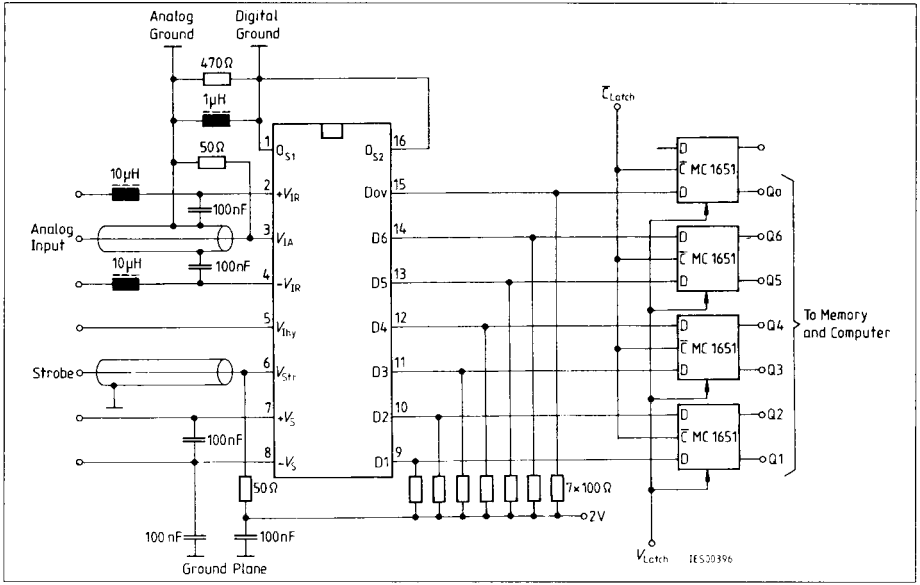 Analog Ground
Digital Ground
470Ω
1µH
50Ω
10µH
100nF
Analog Input
100nF
10µH
Strobe
100nF
50Ω
100nF
100nF
Ground Plane
1 O_S1
2 +V_IR
3 V_IA
4 -V_IR
5 V_Ihy
6 V_Str
7 +V_S
8 -V_S
16 O_S2
15 Dov
14 D6
13 D5
12 D4
11 D3
10 D2
9 D1
7×100Ω
2V
C̅_Latch
D
C̅ MC 1651
D
Qo
D
C̅ MC 1651
D
Q6
Q5
D
C̅ MC 1651
D
Q4
Q3
D
C̅ MC 1651
D
Q2
Q1
To Memory
and Computer
V_Latch
IES00396